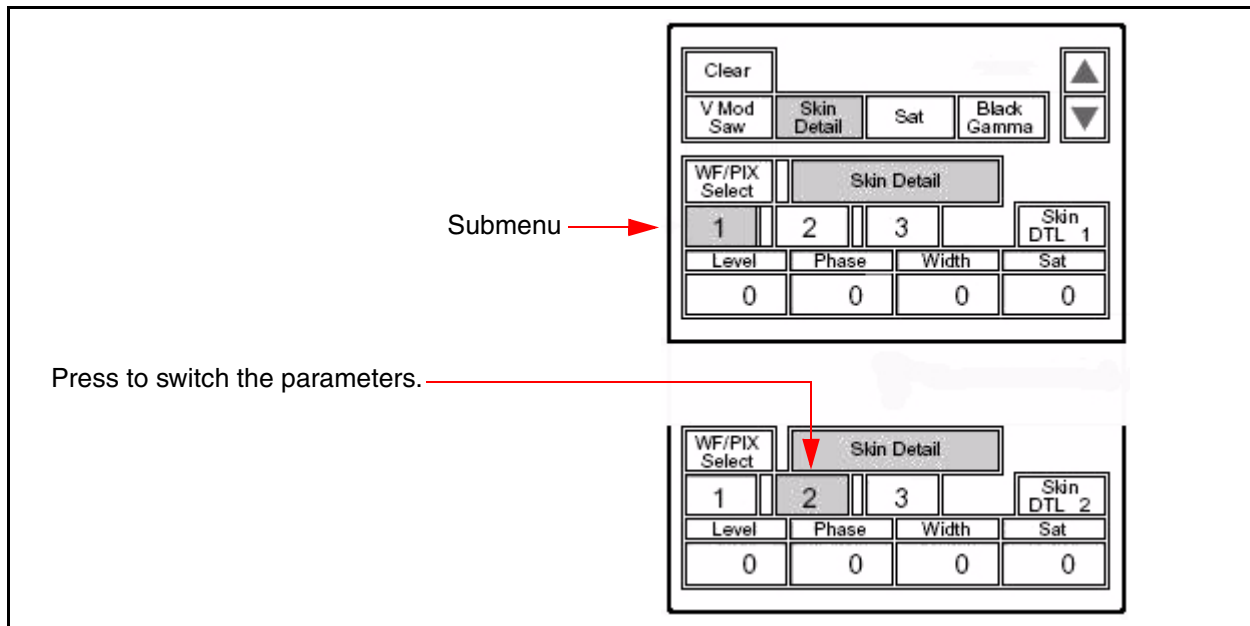 Clear
V Mod
Saw
Skin
Detail
Sat
Black
Gamma
WF/PIX
Select
Skin Detail
Submenu
1
2
3
Skin
DTL 1
Level
Phase
Width
Sat
0
0
0
0
Press to switch the parameters.
WF/PIX
Select
Skin Detail
1
2
3
Skin
DTL 2
Level
Phase
Width
Sat
0
0
0
0